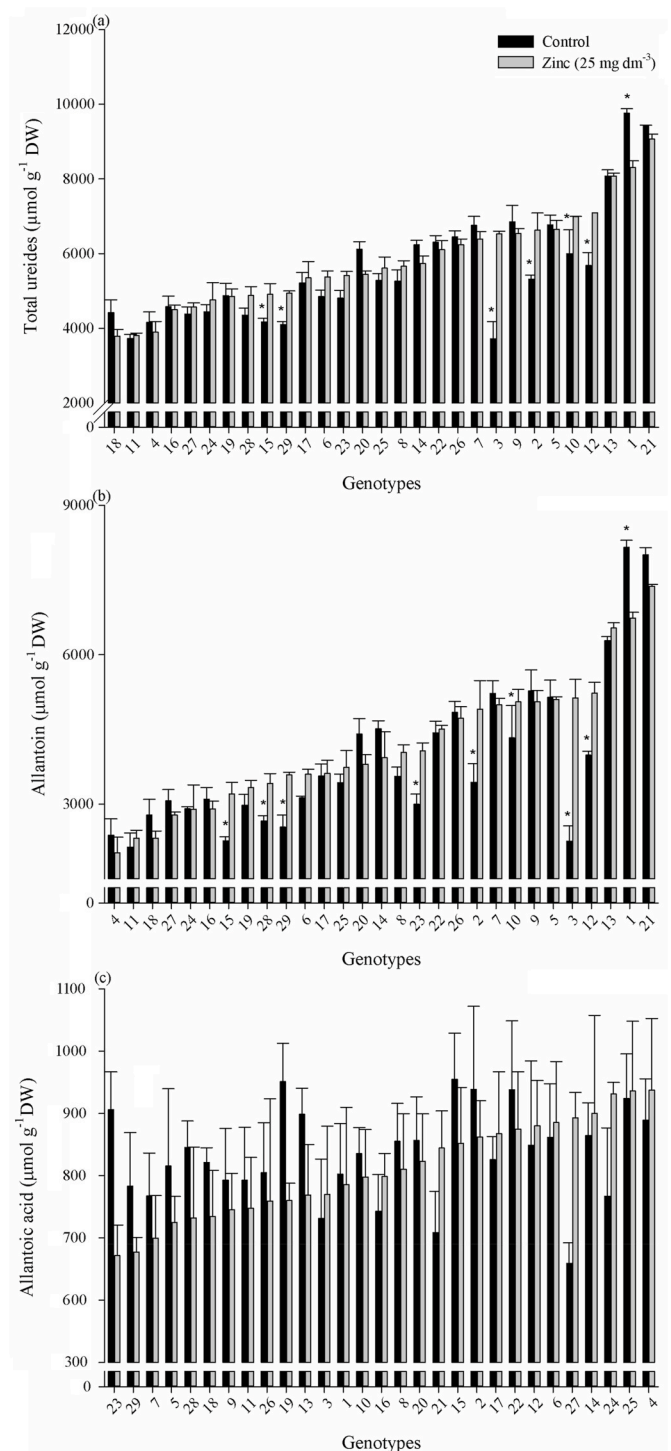 (a)
12000
Control
Zinc (25 mg dm⁻³)
10000
8000
6000
4000
2000
0
Total ureides (µmol g⁻¹ DW)
* * * * * * *
18 11 4 16 27 24 19 28 15 29 17 6 23 20 25 8 14 22 26 7 3 9 2 5 10 12 13 1 21
Genotypes
(b)
9000
6000
3000
0
Allantoin (µmol g⁻¹ DW)
* * * * * * * * *
4 11 18 27 24 16 15 19 28 29 6 17 25 20 14 8 23 22 26 2 7 10 9 5 3 12 13 1 21
Genotypes
(c)
1100
1000
900
800
700
600
300
0
Allantoic acid (µmol g⁻¹ DW)
23 29 7 5 28 18 9 11 26 19 13 3 1 10 16 8 20 21 15 2 17 22 12 6 27 14 24 25 4
Genotypes